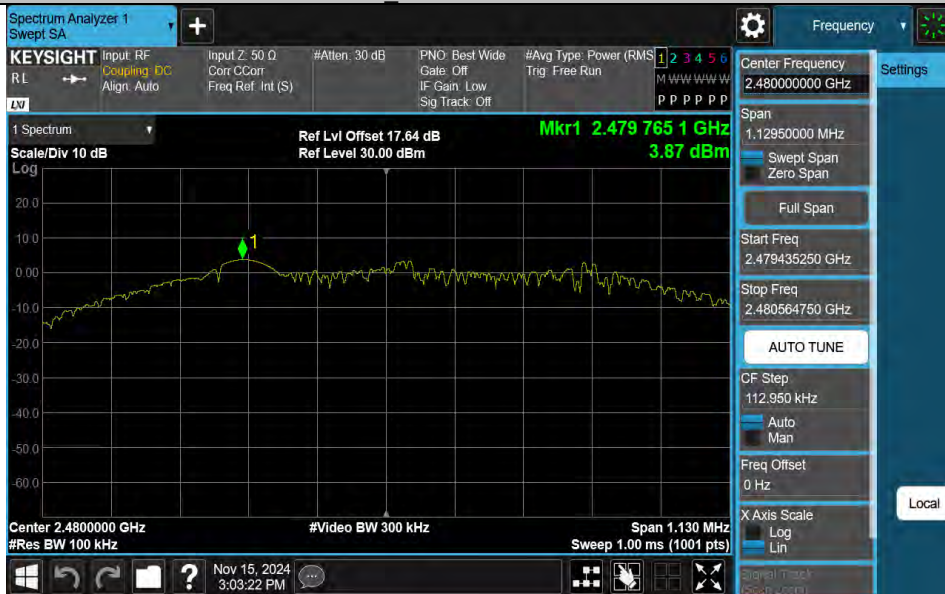 Spectrum Analyzer 1
Swept SA
+
Frequency
KEYSIGHT
RL
LXI
Input: RF
Coupling: DC
Align: Auto
Input Z: 50 Ω
Corr CCorr
Freq Ref: Int (S)
#Atten: 30 dB
PNO: Best Wide
Gate: Off
IF Gain: Low
Sig Track: Off
#Avg Type: Power (RMS
Trig: Free Run
1 2 3 4 5 6
M W W W W W
P P P P P P
Center Frequency
2.480000000 GHz
Settings
Span
1.12950000 MHz
Swept Span
Zero Span
Full Span
Start Freq
2.479435250 GHz
Stop Freq
2.480564750 GHz
AUTO TUNE
CF Step
112.950 kHz
Auto
Man
Freq Offset
0 Hz
X Axis Scale
Log
Lin
Signal Track
(Span Zoom)
Local
1 Spectrum
Scale/Div 10 dB
Ref Lvl Offset 17.64 dB
Ref Level 30.00 dBm
Mkr1 2.479 765 1 GHz
3.87 dBm
Log
20.0
10.0
0.00
-10.0
-20.0
-30.0
-40.0
-50.0
-60.0
1
Center 2.4800000 GHz
#Res BW 100 kHz
#Video BW 300 kHz
Span 1.130 MHz
Sweep 1.00 ms (1001 pts)
?
Nov 15, 2024
3:03:22 PM